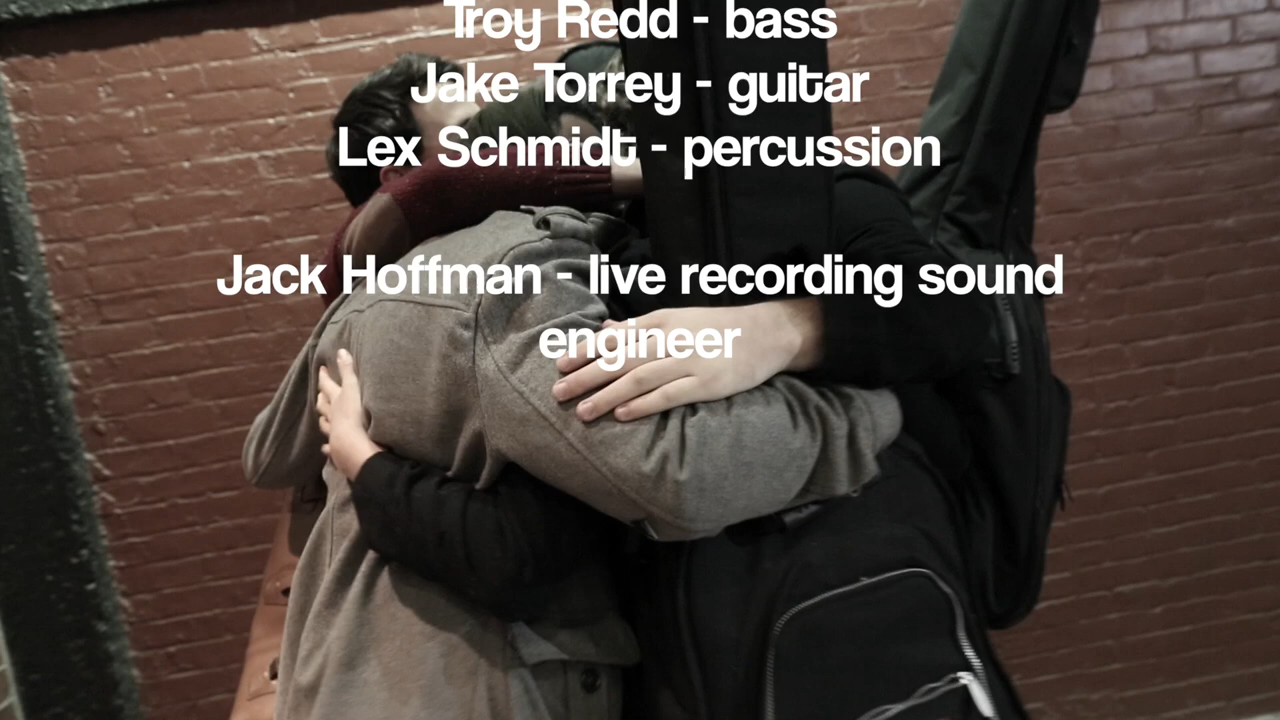 Troy Redd - bass
Jake Torrey - guitar
Lex Schmidt - percussion
Jack Hoffman - live recording sound
engineer